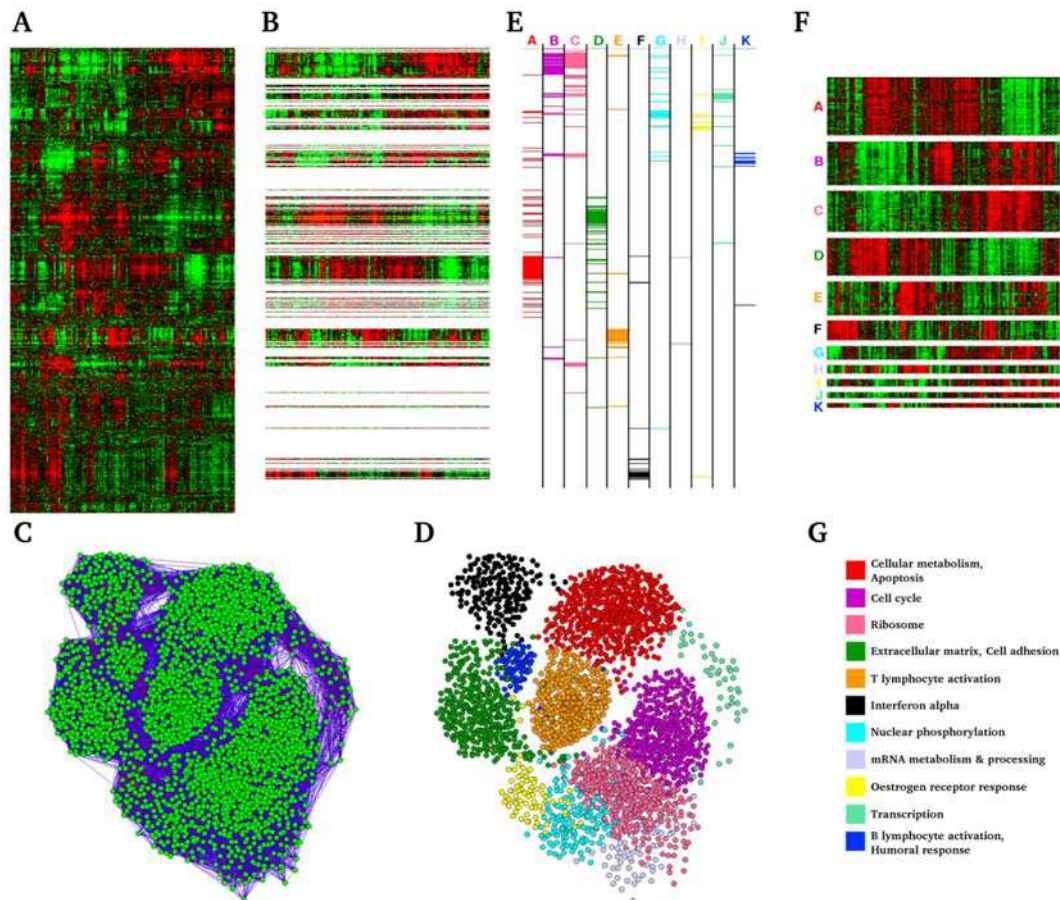 A
B
E
F
A B C D E F G H I J K
A
B
C
D
E
F
G
H
I
J
K
C
D
G
Cellular metabolism,
Apoptosis
Cell cycle
Ribosome
Extracellular matrix, Cell adhesion
T lymphocyte activation
Interferon alpha
Nuclear phosphorylation
mRNA metabolism & processing
Oestrogen receptor response
Transcription
B lymphocyte activation,
Humoral response